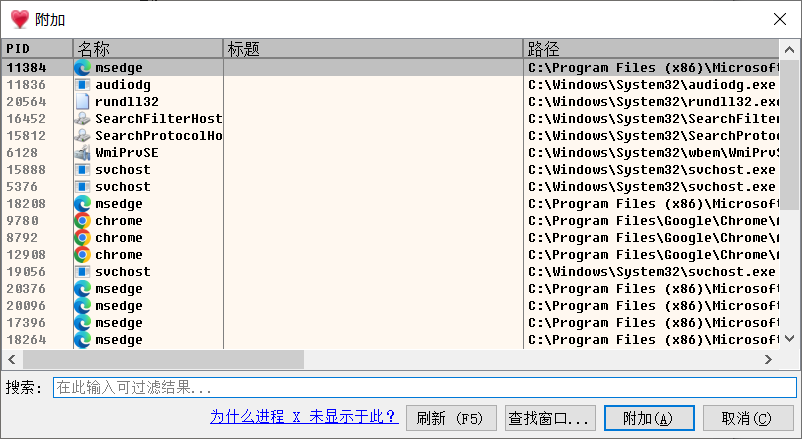 附加
PID 名称 标题 路径
11384 msedge C:\Program Files (x86)\Microsoft
11836 audiodg C:\Windows\System32\audiodg.exe
20564 rundll32 C:\Windows\System32\rundll32.exe
16452 SearchFilterHost C:\Windows\System32\SearchFilter
15812 SearchProtocolHo C:\Windows\System32\SearchProtoc
6128 WmiPrvSE C:\Windows\System32\wbem\WmiPrvS
15888 svchost C:\Windows\System32\svchost.exe
5376 svchost C:\Windows\System32\svchost.exe
18208 msedge C:\Program Files (x86)\Microsoft
9780 chrome C:\Program Files\Google\Chrome\
8792 chrome C:\Program Files\Google\Chrome\
12908 chrome C:\Program Files\Google\Chrome\
19056 svchost C:\Windows\System32\svchost.exe
20376 msedge C:\Program Files (x86)\Microsoft
20096 msedge C:\Program Files (x86)\Microsoft
17396 msedge C:\Program Files (x86)\Microsoft
18264 msedge C:\Program Files (x86)\Microsoft
搜索: 在此输入可过滤结果...
为什么进程 X 未显示于此? 刷新 (F5) 查找窗口... 附加(A) 取消(C)